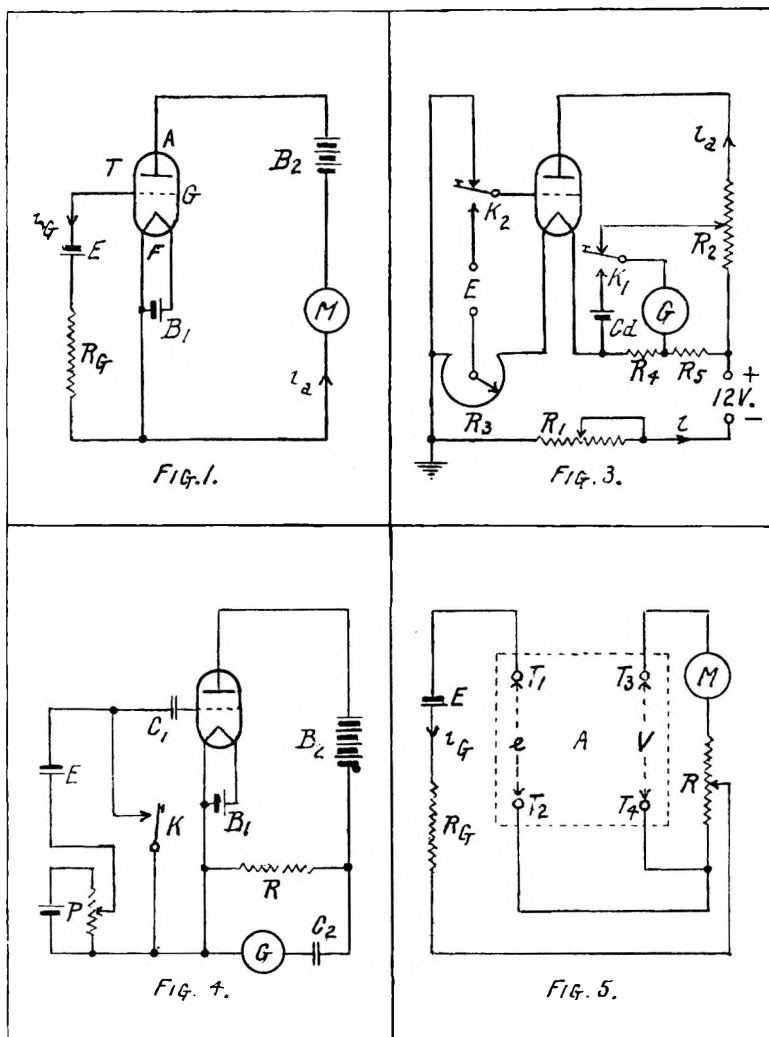 A
T
G
B2
iG
E
F
M
B1
RG
ia
FIG.1.
ia
K2
R2
K1
E
G
Cd
R4
R5
+
12V.
−
R3
R1
i
FIG. 3.
C1
B2
E
K
B1
P
R
C2
G
FIG. 4.
T1
T3
M
E
iG
e
A
V
R
T2
T4
RG
FIG. 5.